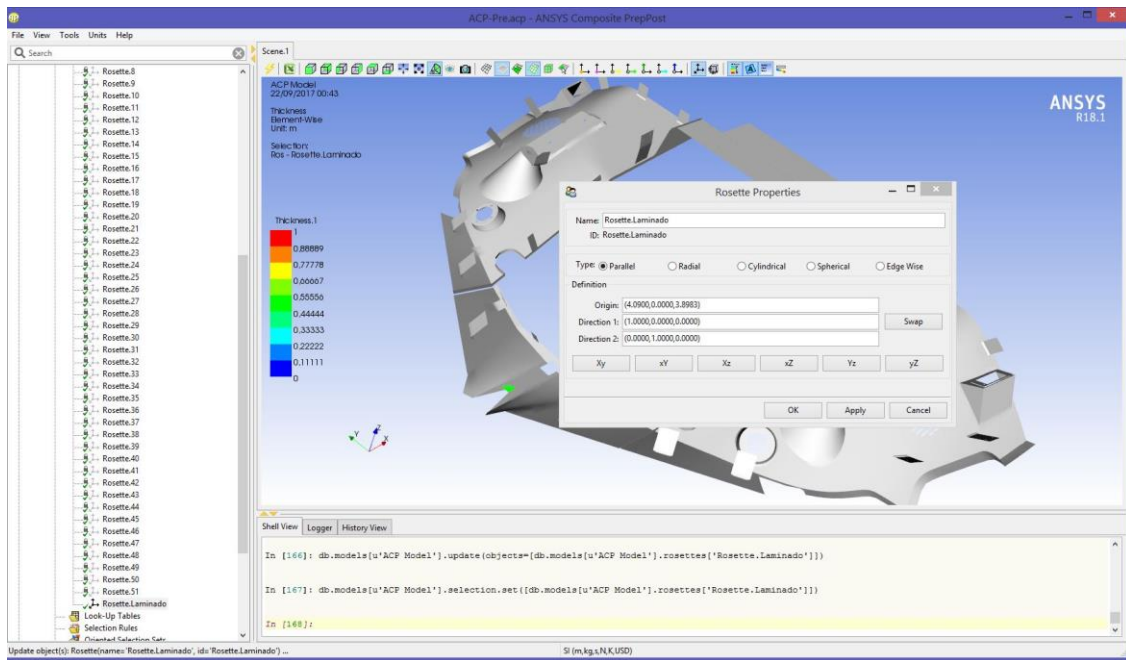 ACP-Pre.acp - ANSYS Composite PrepPost
File View Tools Units Help
Search
Rosette.8
Rosette.9
Rosette.10
Rosette.11
Rosette.12
Rosette.13
Rosette.14
Rosette.15
Rosette.16
Rosette.17
Rosette.18
Rosette.19
Rosette.20
Rosette.21
Rosette.22
Rosette.23
Rosette.24
Rosette.25
Rosette.26
Rosette.27
Rosette.28
Rosette.29
Rosette.30
Rosette.31
Rosette.32
Rosette.33
Rosette.34
Rosette.35
Rosette.36
Rosette.37
Rosette.38
Rosette.39
Rosette.40
Rosette.41
Rosette.42
Rosette.43
Rosette.44
Rosette.45
Rosette.46
Rosette.47
Rosette.48
Rosette.49
Rosette.50
Rosette.51
Rosette.Laminado
Look-Up Tables
Selection Rules
Oriented Selection Sets
Scene.1
ACP Model
22/09/2017 00:43
Thickness
Element-Wise
Unit: m
Selection:
Ros - Rosette.Laminado
ANSYS
R18.1
Thickness.1
1
0.88889
0.77778
0.66667
0.55556
0.44444
0.33333
0.22222
0.11111
0
Y Z X
Rosette Properties
Name: Rosette.Laminado
ID: Rosette.Laminado
Type: Parallel Radial Cylindrical Spherical Edge Wise
Definition
Origin: (4.0900,0.0000,3.8983)
Direction 1: (1.0000,0.0000,0.0000) Swap
Direction 2: (0.0000,1.0000,0.0000)
Xy xY Xz xZ Yz yZ
OK Apply Cancel
Shell View Logger History View
In [166]: db.models[u'ACP Model'].update(objects=[db.models[u'ACP Model'].rosettes['Rosette.Laminado']])
In [167]: db.models[u'ACP Model'].selection.set([db.models[u'ACP Model'].rosettes['Rosette.Laminado']])
In [168]:
Update object(s): Rosette(name='Rosette.Laminado', id='Rosette.Laminado') ... SI (m,kg,s,N,K,USD)